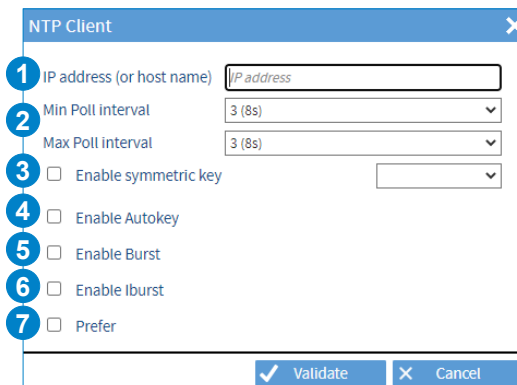 NTP Client
1 IP address (or host name) IP address
2 Min Poll interval 3 (8s)
Max Poll interval 3 (8s)
3 Enable symmetric key
4 Enable Autokey
5 Enable Burst
6 Enable Iburst
7 Prefer
Validate Cancel